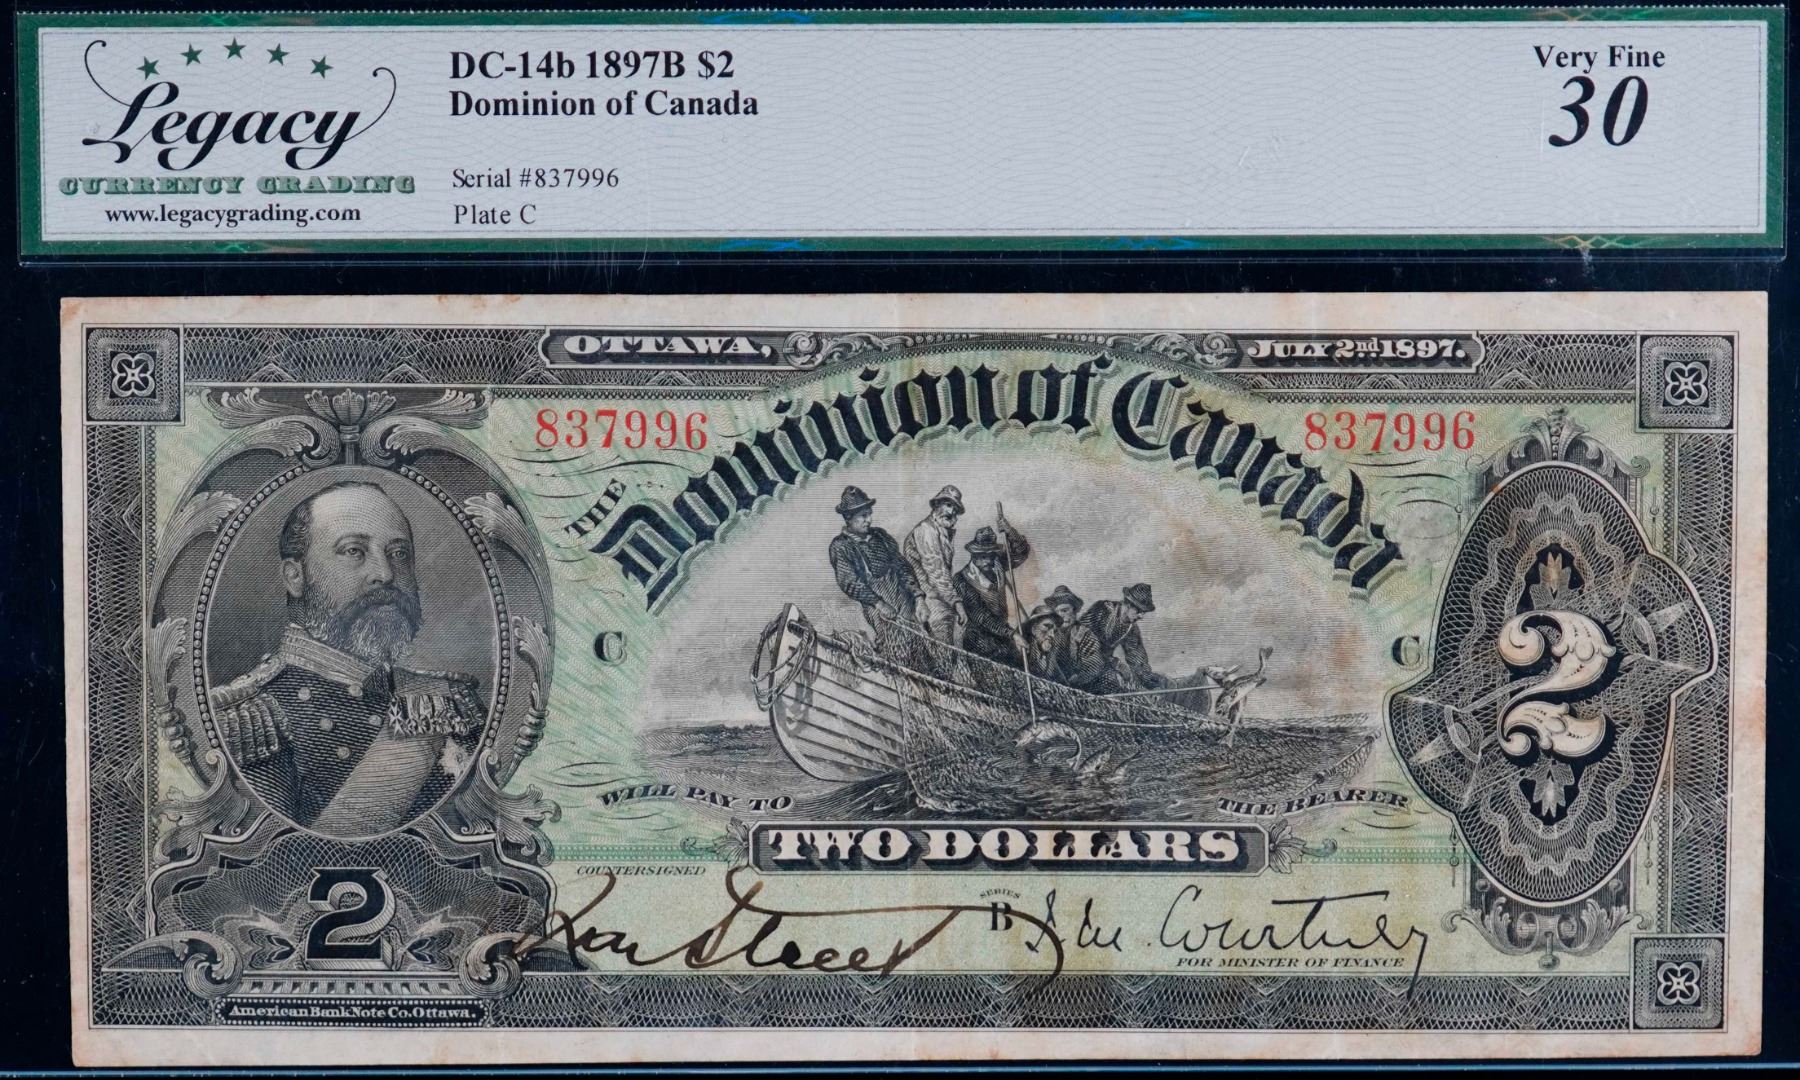 Legacy
CURRENCY GRADING
www.legacygrading.com
DC-14b 1897B $2
Dominion of Canada
Serial #837996
Plate C
Very Fine
30
OTTAWA, JULY 2nd 1897.
837996 837996
THE Dominion of Canada
C C
2
WILL PAY TO THE BEARER
TWO DOLLARS
COUNTERSIGNED
SERIES
B
J. M. Courtney
FOR MINISTER OF FINANCE
2
American Bank Note Co. Ottawa.